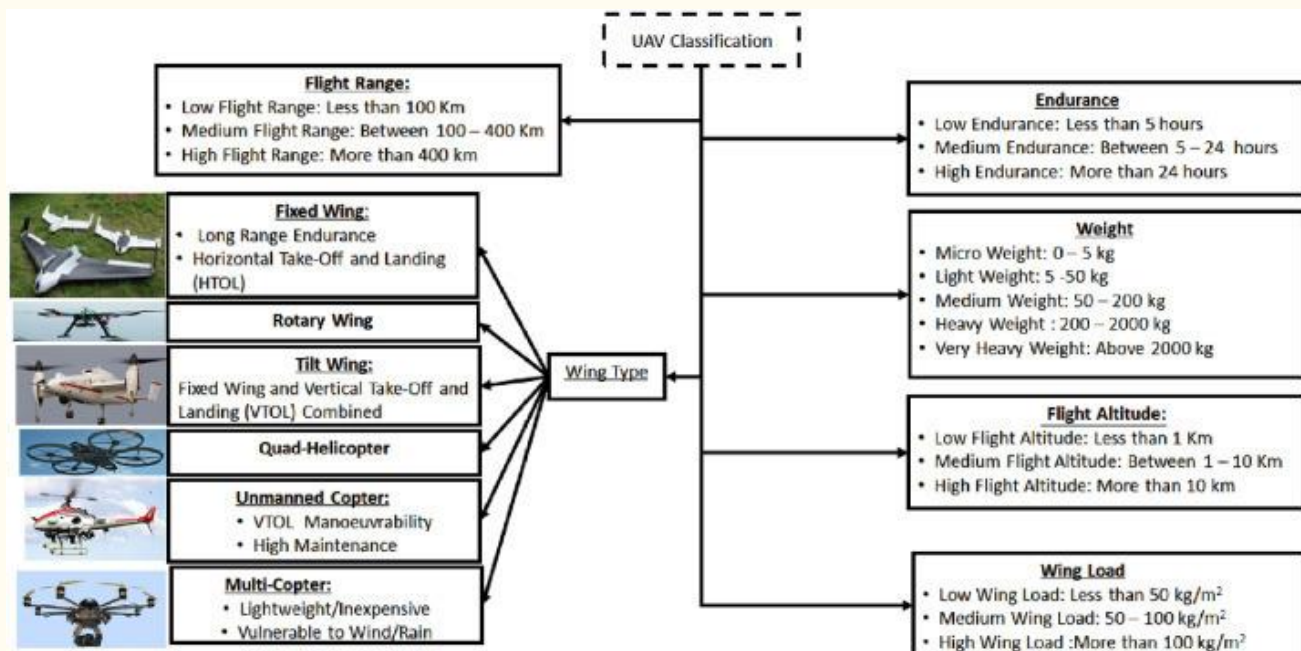 UAV Classification
Flight Range:
• Low Flight Range: Less than 100 Km
• Medium Flight Range: Between 100 – 400 Km
• High Flight Range: More than 400 km
Fixed Wing:
• Long Range Endurance
• Horizontal Take-Off and Landing
(HTOL)
Rotary Wing
Tilt Wing:
Fixed Wing and Vertical Take-Off and
Landing (VTOL) Combined
Quad-Helicopter
Unmanned Copter:
• VTOL Manoeuvrability
• High Maintenance
Multi-Copter:
• Lightweight/Inexpensive
• Vulnerable to Wind/Rain
Wing Type
Endurance
• Low Endurance: Less than 5 hours
• Medium Endurance: Between 5 – 24 hours
• High Endurance: More than 24 hours
Weight
• Micro Weight: 0 – 5 kg
• Light Weight: 5 -50 kg
• Medium Weight: 50 – 200 kg
• Heavy Weight : 200 – 2000 kg
• Very Heavy Weight: Above 2000 kg
Flight Altitude:
• Low Flight Altitude: Less than 1 Km
• Medium Flight Altitude: Between 1 – 10 Km
• High Flight Altitude: More than 10 km
Wing Load
• Low Wing Load: Less than 50 kg/m²
• Medium Wing Load: 50 – 100 kg/m²
• High Wing Load :More than 100 kg/m²